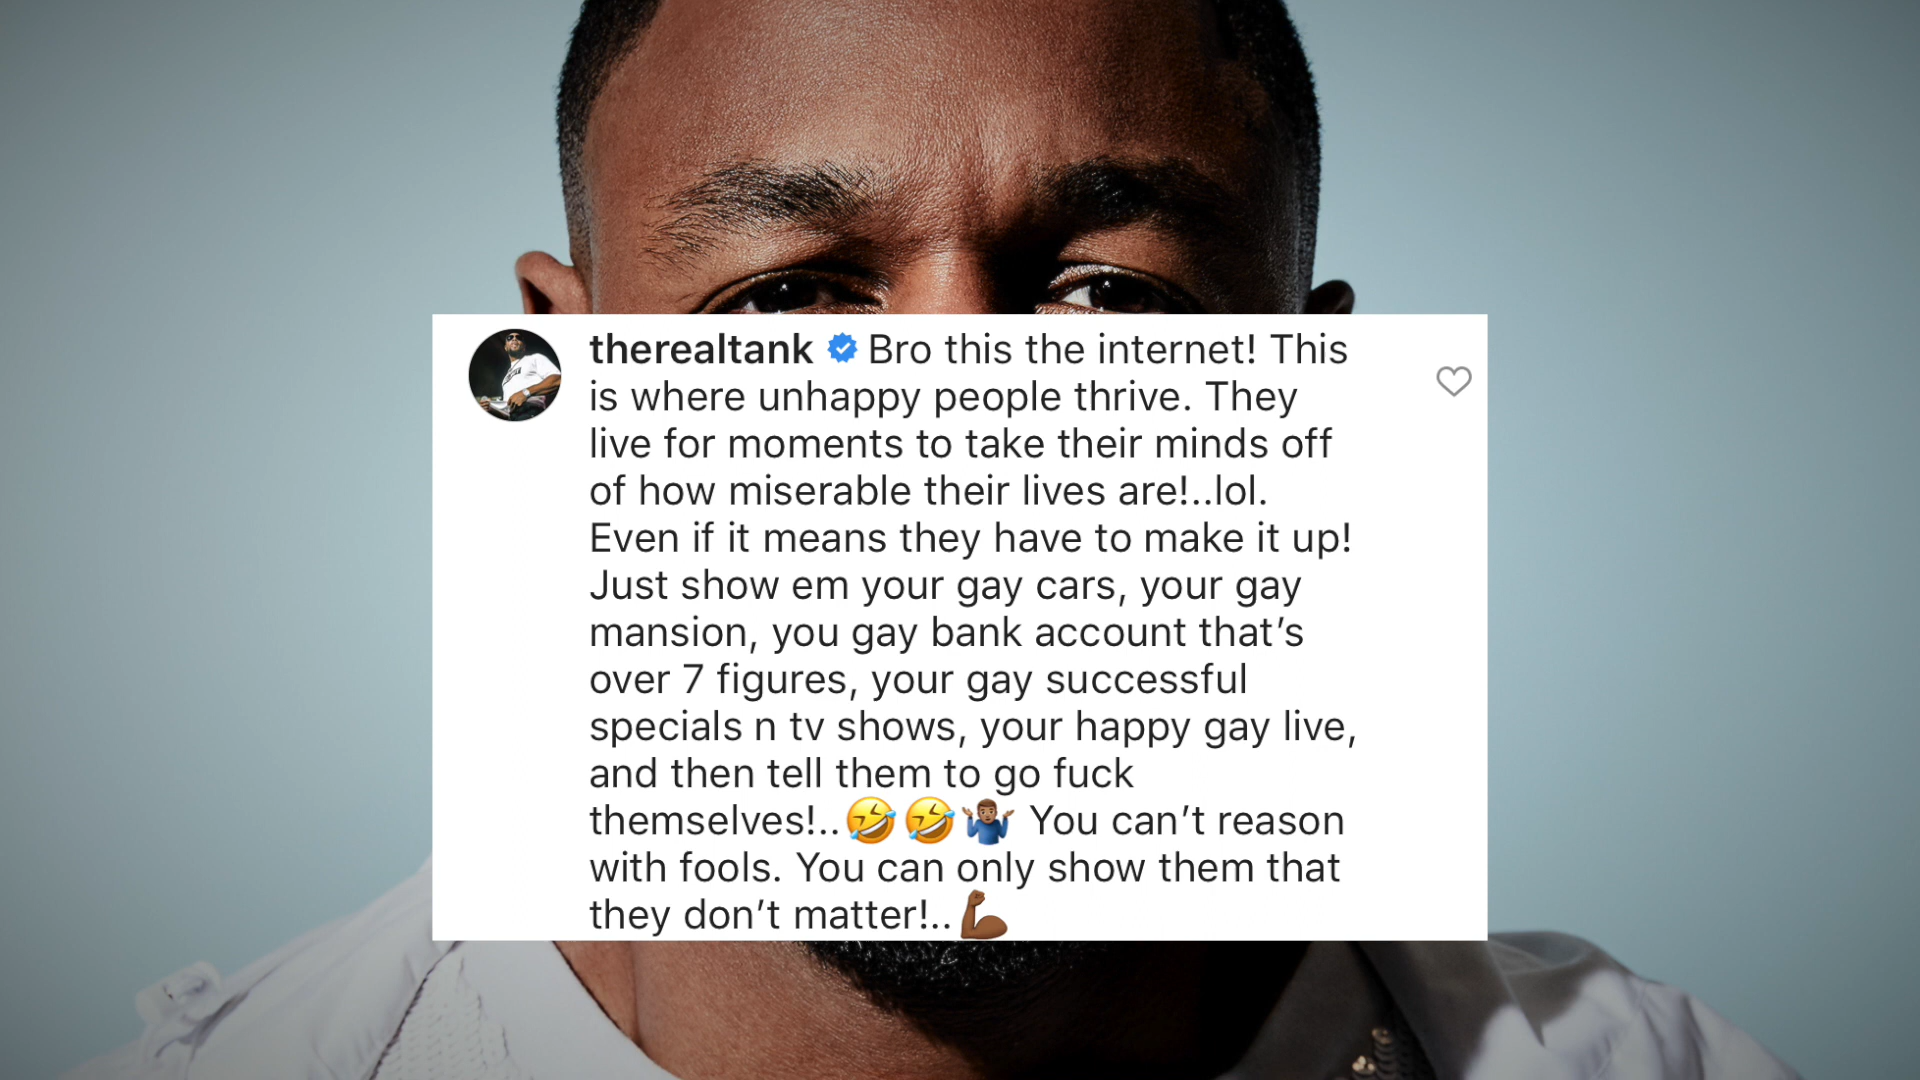 therealtank Bro this the internet! This
is where unhappy people thrive. They
live for moments to take their minds off
of how miserable their lives are!..lol.
Even if it means they have to make it up!
Just show em your gay cars, your gay
mansion, you gay bank account that’s
over 7 figures, your gay successful
specials n tv shows, your happy gay live,
and then tell them to go fuck
themselves!..🤣🤣🤷🏾‍♂️ You can’t reason
with fools. You can only show them that
they don’t matter!..💪🏾